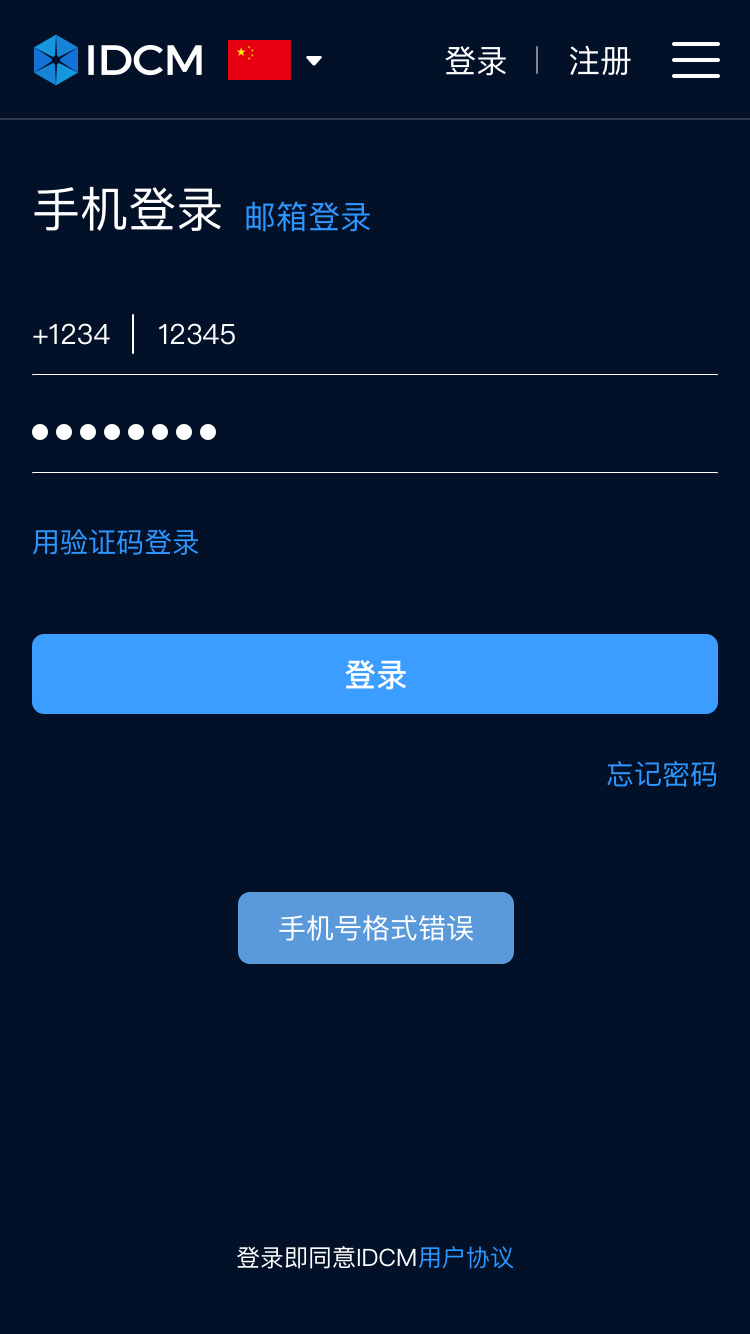 IDCM 登录 注册
手机登录 邮箱登录
+1234 12345
用验证码登录
登录
忘记密码
手机号格式错误
登录即同意IDCM用户协议